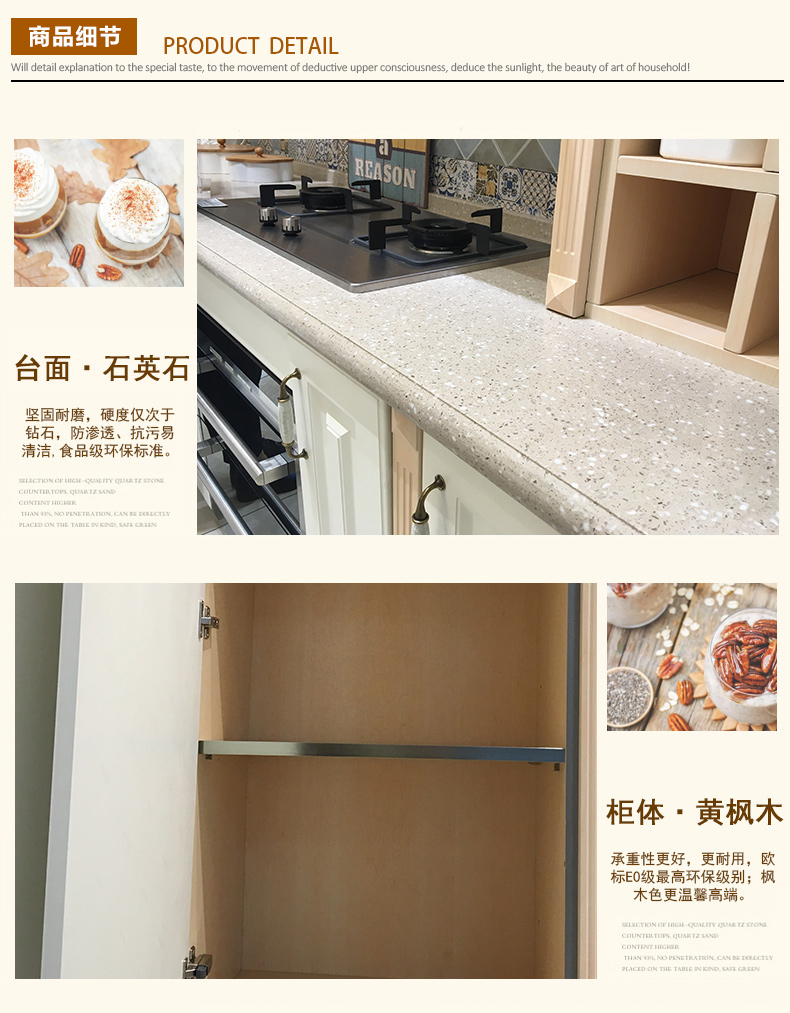 商品细节
PRODUCT DETAIL
Will detail explanation to the special taste, to the movement of deductive upper consciousness, deduce the sunlight, the beauty of art of household!
a
REASON
台面·石英石
坚固耐磨，硬度仅次于
钻石，防渗透、抗污易
清洁, 食品级环保标准。
SELECTION OF HIGH-QUALITY QUARTZ STONE
COUNTERTOPS, QUARTZ SAND
CONTENT HIGHER
THAN 93%, NO PENETRATION, CAN BE DIRECTLY
PLACED ON THE TABLE IN KIND, SAFE GREEN
柜体·黄枫木
承重性更好，更耐用，欧
标E0级最高环保级别；枫
木色更温馨高端。
SELECTION OF HIGH-QUALITY QUARTZ STONE
COUNTERTOPS, QUARTZ SAND
CONTENT HIGHER
THAN 93%, NO PENETRATION, CAN BE DIRECTLY
PLACED ON THE TABLE IN KIND, SAFE GREEN